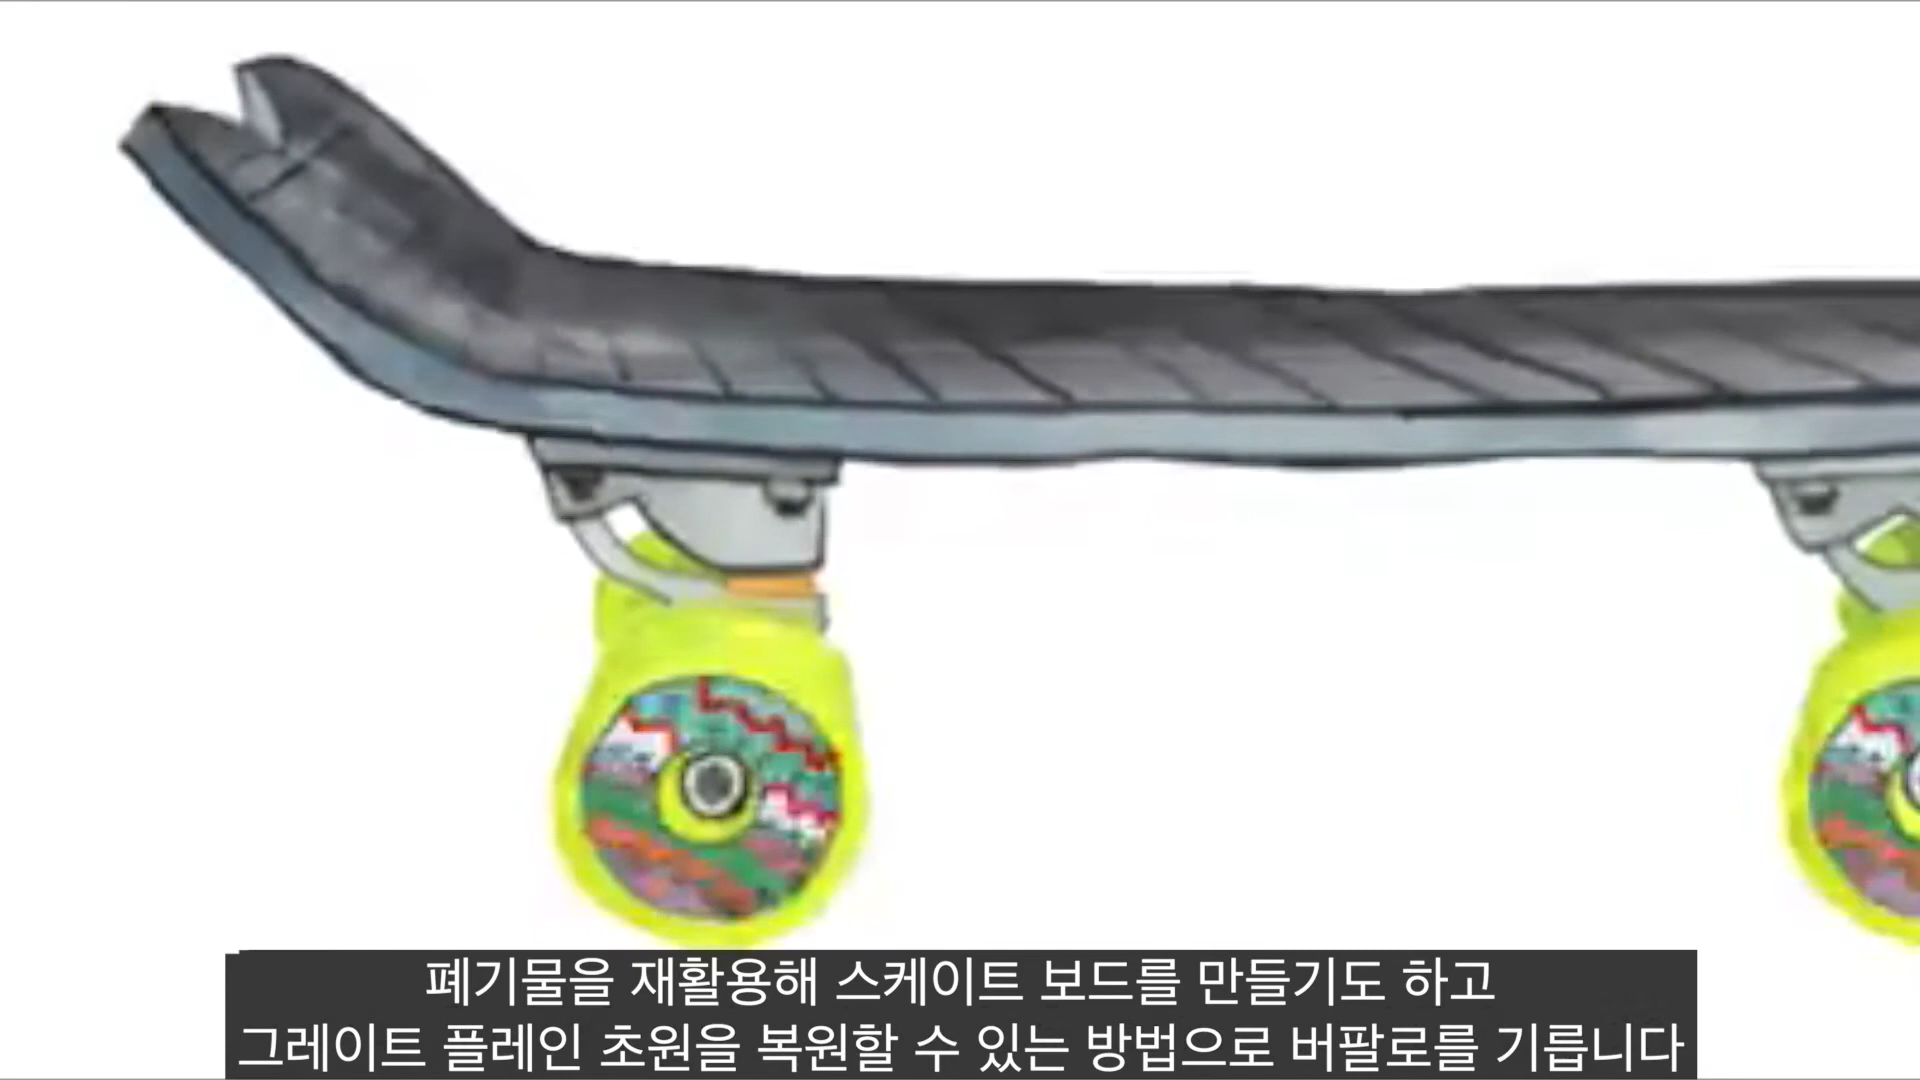 폐기물을 재활용해 스케이트 보드를 만들기도 하고
그레이트 플레인 초원을 복원할 수 있는 방법으로 버팔로를 기릅니다